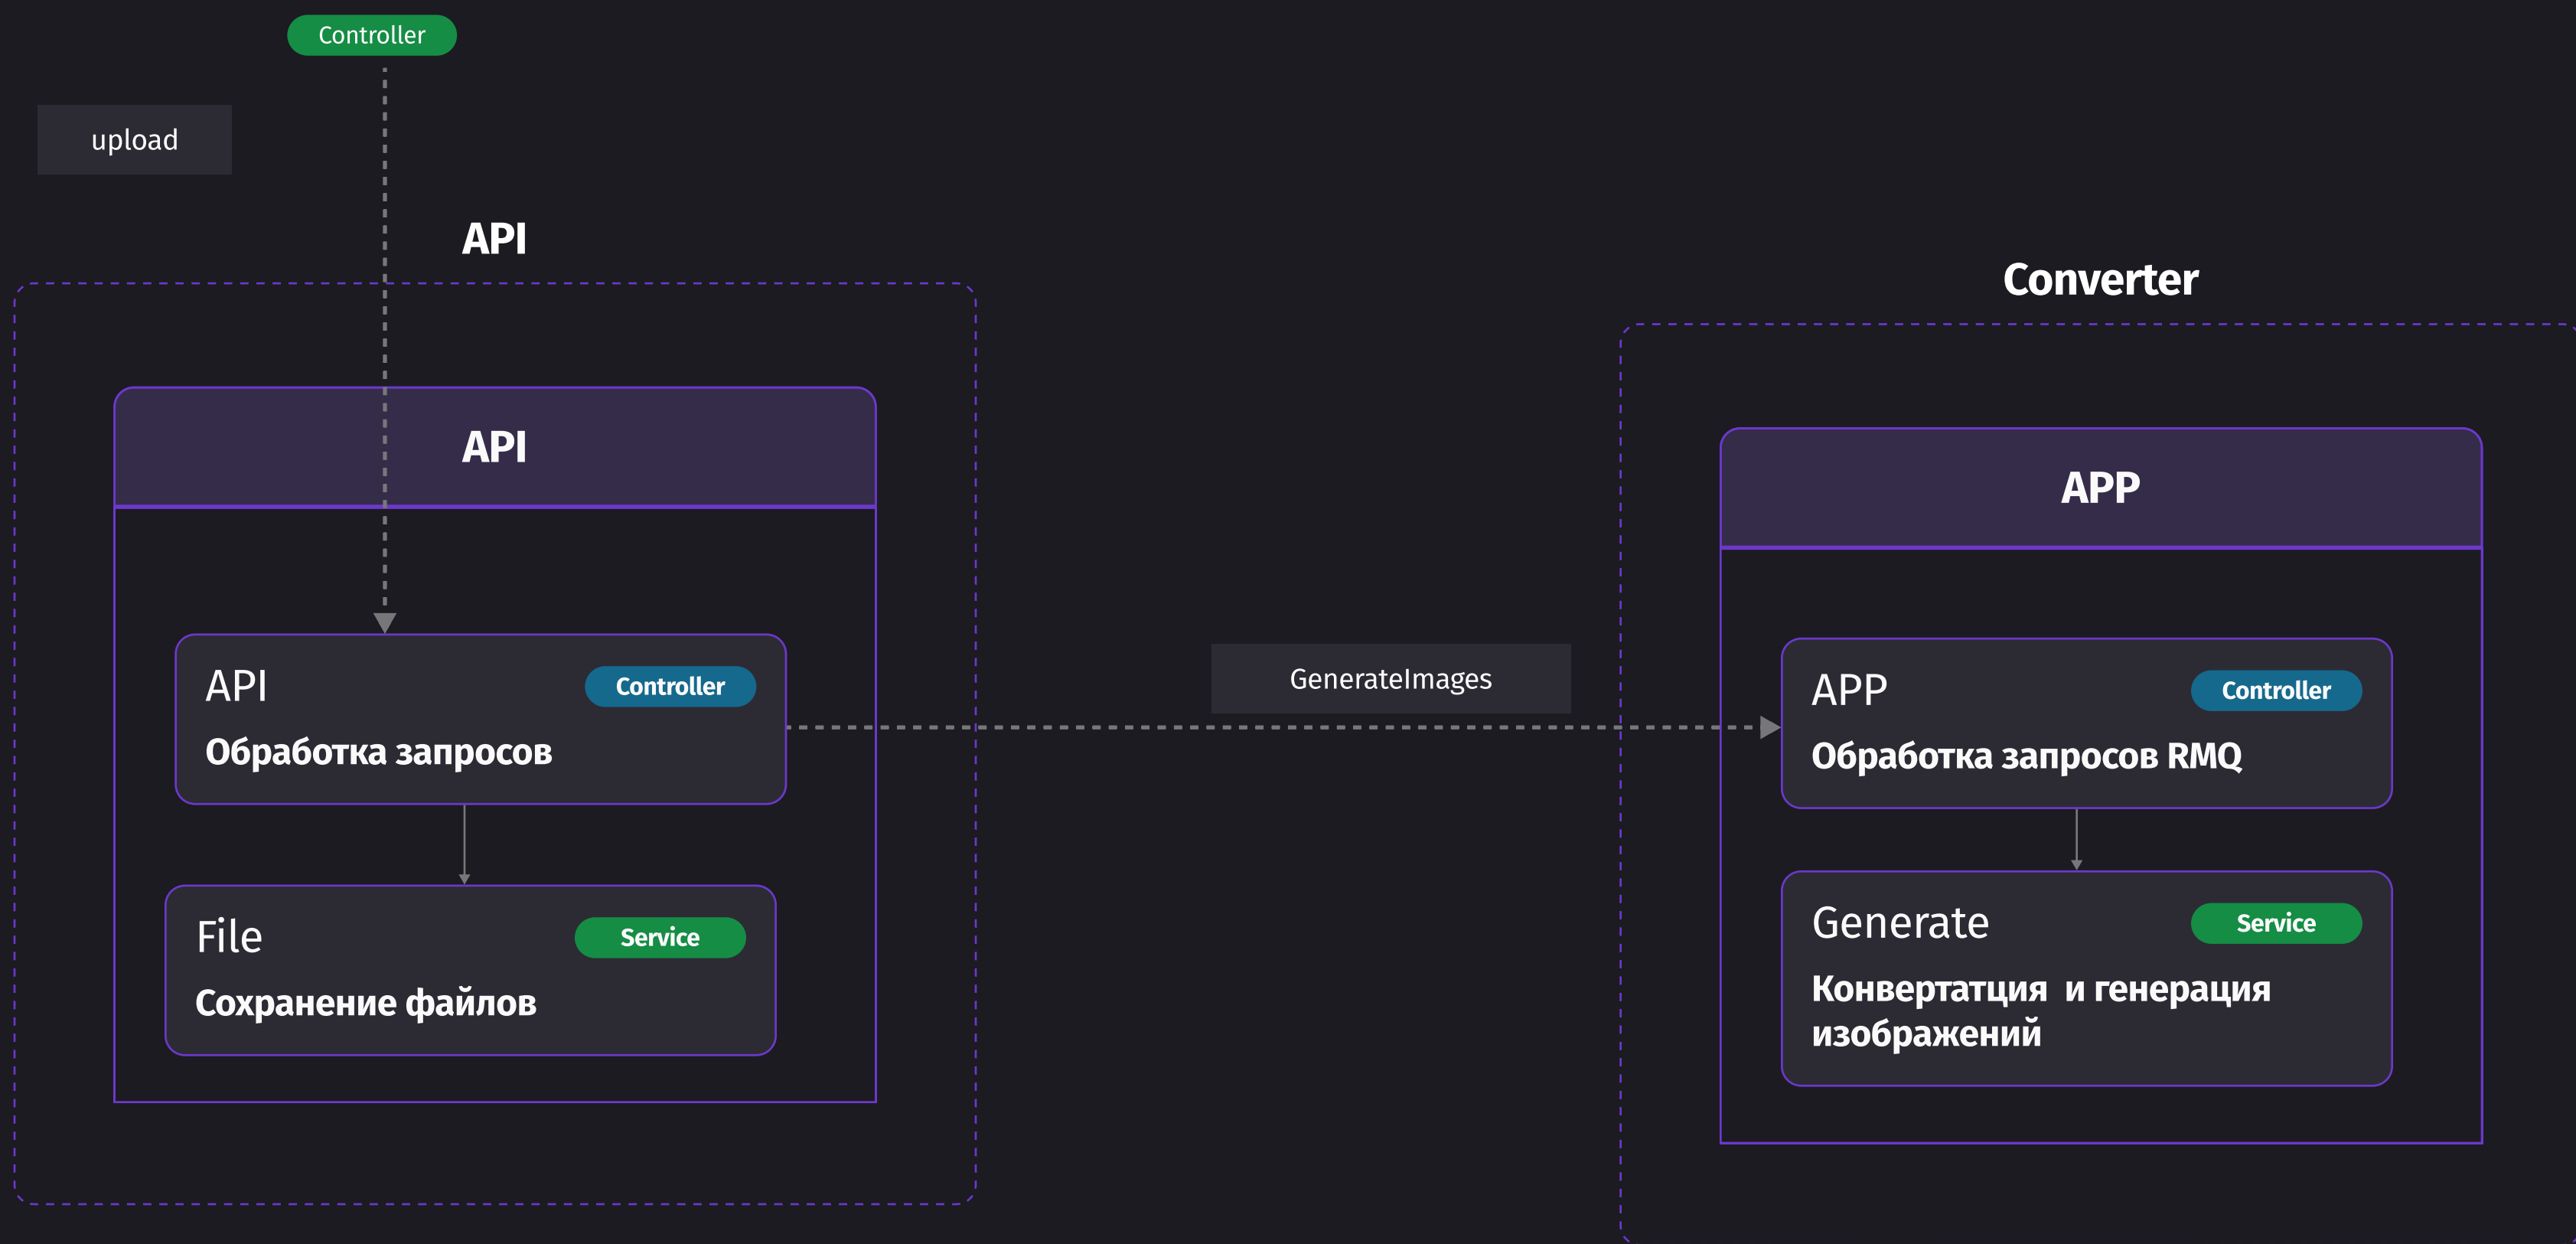 Controller
upload
API
API
API
Controller
Обработка запросов
File
Service
Сохранение файлов
GenerateImages
Converter
APP
APP
Controller
Обработка запросов RMQ
Generate
Service
Конвертатция и генерация
изображений